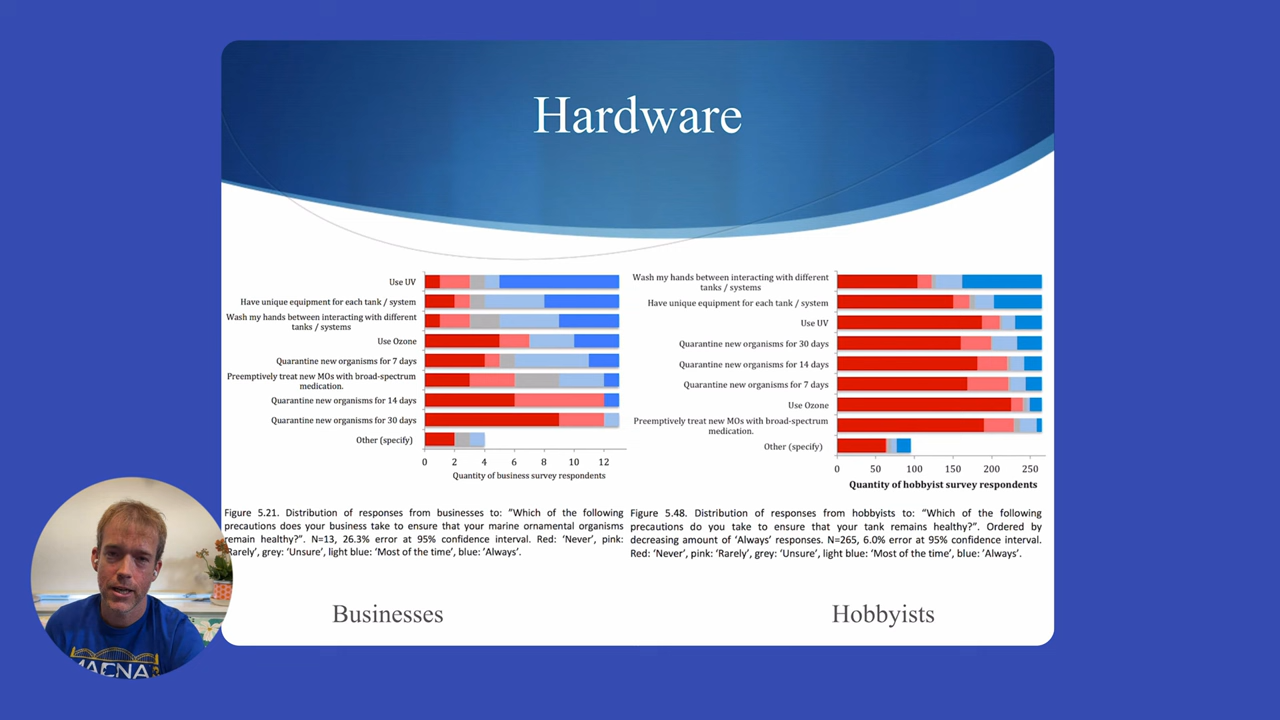 Hardware
Use UV
Have unique equipment for each tank / system
Wash my hands between interacting with different
tanks / systems
Use Ozone
Quarantine new organisms for 7 days
Preemptively treat new MOs with broad-spectrum
medication.
Quarantine new organisms for 14 days
Quarantine new organisms for 30 days
Other (specify)
0 2 4 6 8 10 12
Quantity of business survey respondents
Figure 5.21. Distribution of responses from businesses to: "Which of the following
precautions does your business take to ensure that your marine ornamental organisms
remain healthy?". N=13, 26.3% error at 95% confidence interval. Red: 'Never', pink:
'Rarely', grey: 'Unsure', light blue: 'Most of the time', blue: 'Always'.
Businesses
Wash my hands between interacting with different
tanks / systems
Have unique equipment for each tank / system
Use UV
Quarantine new organisms for 30 days
Quarantine new organisms for 14 days
Quarantine new organisms for 7 days
Use Ozone
Preemptively treat new MOs with broad-spectrum
medication.
Other (specify)
0 50 100 150 200 250
Quantity of hobbyist survey respondents
Figure 5.48. Distribution of responses from hobbyists to: "Which of the following
precautions do you take to ensure that your tank remains healthy?". Ordered by
decreasing amount of 'Always' responses. N=265, 6.0% error at 95% confidence interval.
Red: 'Never', pink: 'Rarely', grey: 'Unsure', light blue: 'Most of the time', blue: 'Always'.
Hobbyists
MACNA